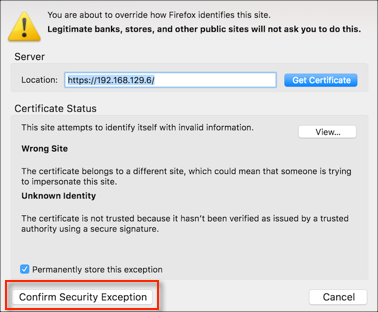 You are about to override how Firefox identifies this site.
Legitimate banks, stores, and other public sites will not ask you to do this.
Server
Location: https://192.168.129.6/ Get Certificate
Certificate Status
This site attempts to identify itself with invalid information. View...
Wrong Site
The certificate belongs to a different site, which could mean that someone is trying
to impersonate this site.
Unknown Identity
The certificate is not trusted because it hasn't been verified as issued by a trusted
authority using a secure signature.
Permanently store this exception
Confirm Security Exception Cancel